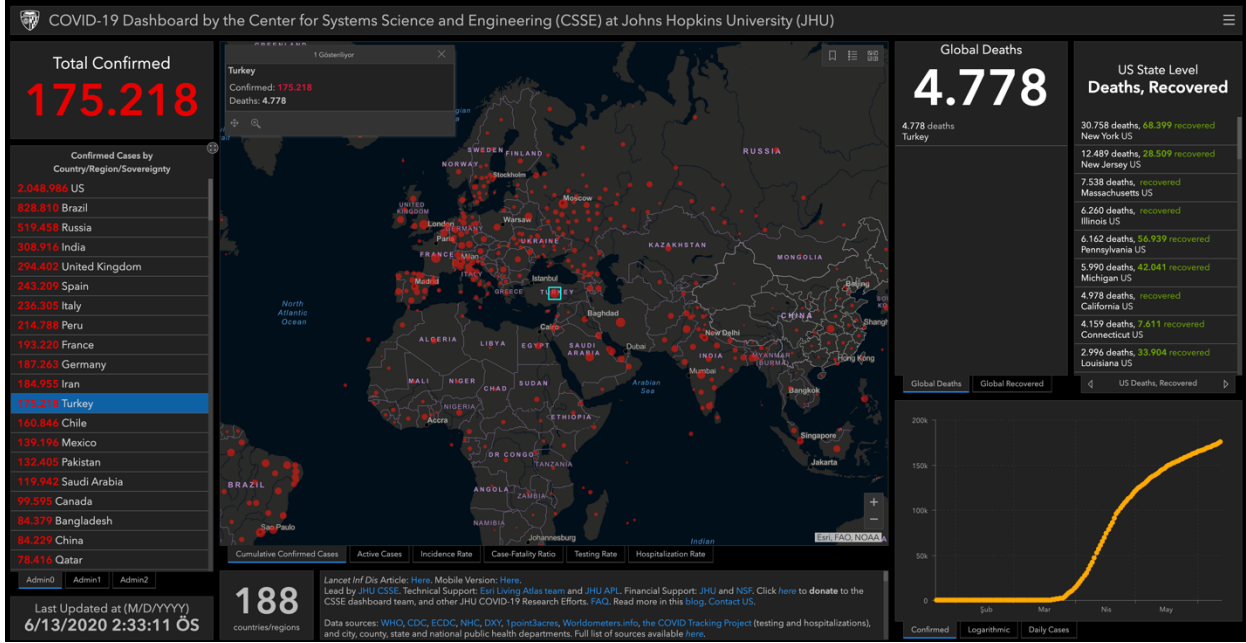 COVID-19 Dashboard by the Center for Systems Science and Engineering (CSSE) at Johns Hopkins University (JHU)
Total Confirmed
175.218
Confirmed Cases by
Country/Region/Sovereignty
2.048.986 US
828.810 Brazil
519.458 Russia
308.916 India
294.402 United Kingdom
243.209 Spain
236.305 Italy
214.788 Peru
193.220 France
187.263 Germany
184.955 Iran
175.218 Turkey
160.846 Chile
139.196 Mexico
132.405 Pakistan
119.942 Saudi Arabia
99.595 Canada
84.379 Bangladesh
84.229 China
78.416 Qatar
Admin0 Admin1 Admin2
Last Updated at (M/D/YYYY)
6/13/2020 2:33:11 ÖS
1 Gösteriliyor
Turkey
Confirmed: 175.218
Deaths: 4.778
SWEDEN
FINLAND
NORWAY
RUSSIA
Stockholm
Moscow
UNITED
KINGDOM
London
Warsaw
GERMANY
Paris
UKRAINE
KAZAKHSTAN
FRANCE
Milan
MONGOLIA
ITALY
Madrid
Istanbul
GREECE
TURKEY
Beijing
North
Atlantic
Ocean
Baghdad
CHINA
Shangh
Cairo
New Delhi
ALGERIA
LIBYA
EGYPT
SAUDI
ARABIA
Dubai
INDIA
MYANMAR
(BURMA)
Hong Kong
Mumbai
MALI
NIGER
CHAD
SUDAN
Arabian
Sea
Bangkok
NIGERIA
Accra
ETHIOPIA
Singapore
DR CONGO
TANZANIA
Jakarta
BRAZIL
ANGOLA
ZAMBIA
Sao Paulo
NAMIBIA
Johannesburg
Indian
Esri, FAO, NOAA
Cumulative Confirmed Cases Active Cases Incidence Rate Case-Fatality Ratio Testing Rate Hospitalization Rate
188
countries/regions
Lancet Inf Dis Article: Here. Mobile Version: Here.
Lead by JHU CSSE. Technical Support: Esri Living Atlas team and JHU APL. Financial Support: JHU and NSF. Click here to donate to the
CSSE dashboard team, and other JHU COVID-19 Research Efforts. FAQ. Read more in this blog. Contact US.
Data sources: WHO, CDC, ECDC, NHC, DXY, 1point3acres, Worldometers.info, the COVID Tracking Project (testing and hospitalizations),
and city, county, state and national public health departments. Full list of sources available here.
Global Deaths
4.778
4.778 deaths
Turkey
Global Deaths Global Recovered
US State Level
Deaths, Recovered
30.758 deaths, 68.399 recovered
New York US
12.489 deaths, 28.509 recovered
New Jersey US
7.538 deaths, recovered
Massachusetts US
6.260 deaths, recovered
Illinois US
6.162 deaths, 56.939 recovered
Pennsylvania US
5.990 deaths, 42.041 recovered
Michigan US
4.978 deaths, recovered
California US
4.159 deaths, 7.611 recovered
Connecticut US
2.996 deaths, 33.904 recovered
Louisiana US
US Deaths, Recovered
200k
150k
100k
50k
0
Şub Mar Nis May
Confirmed Logarithmic Daily Cases